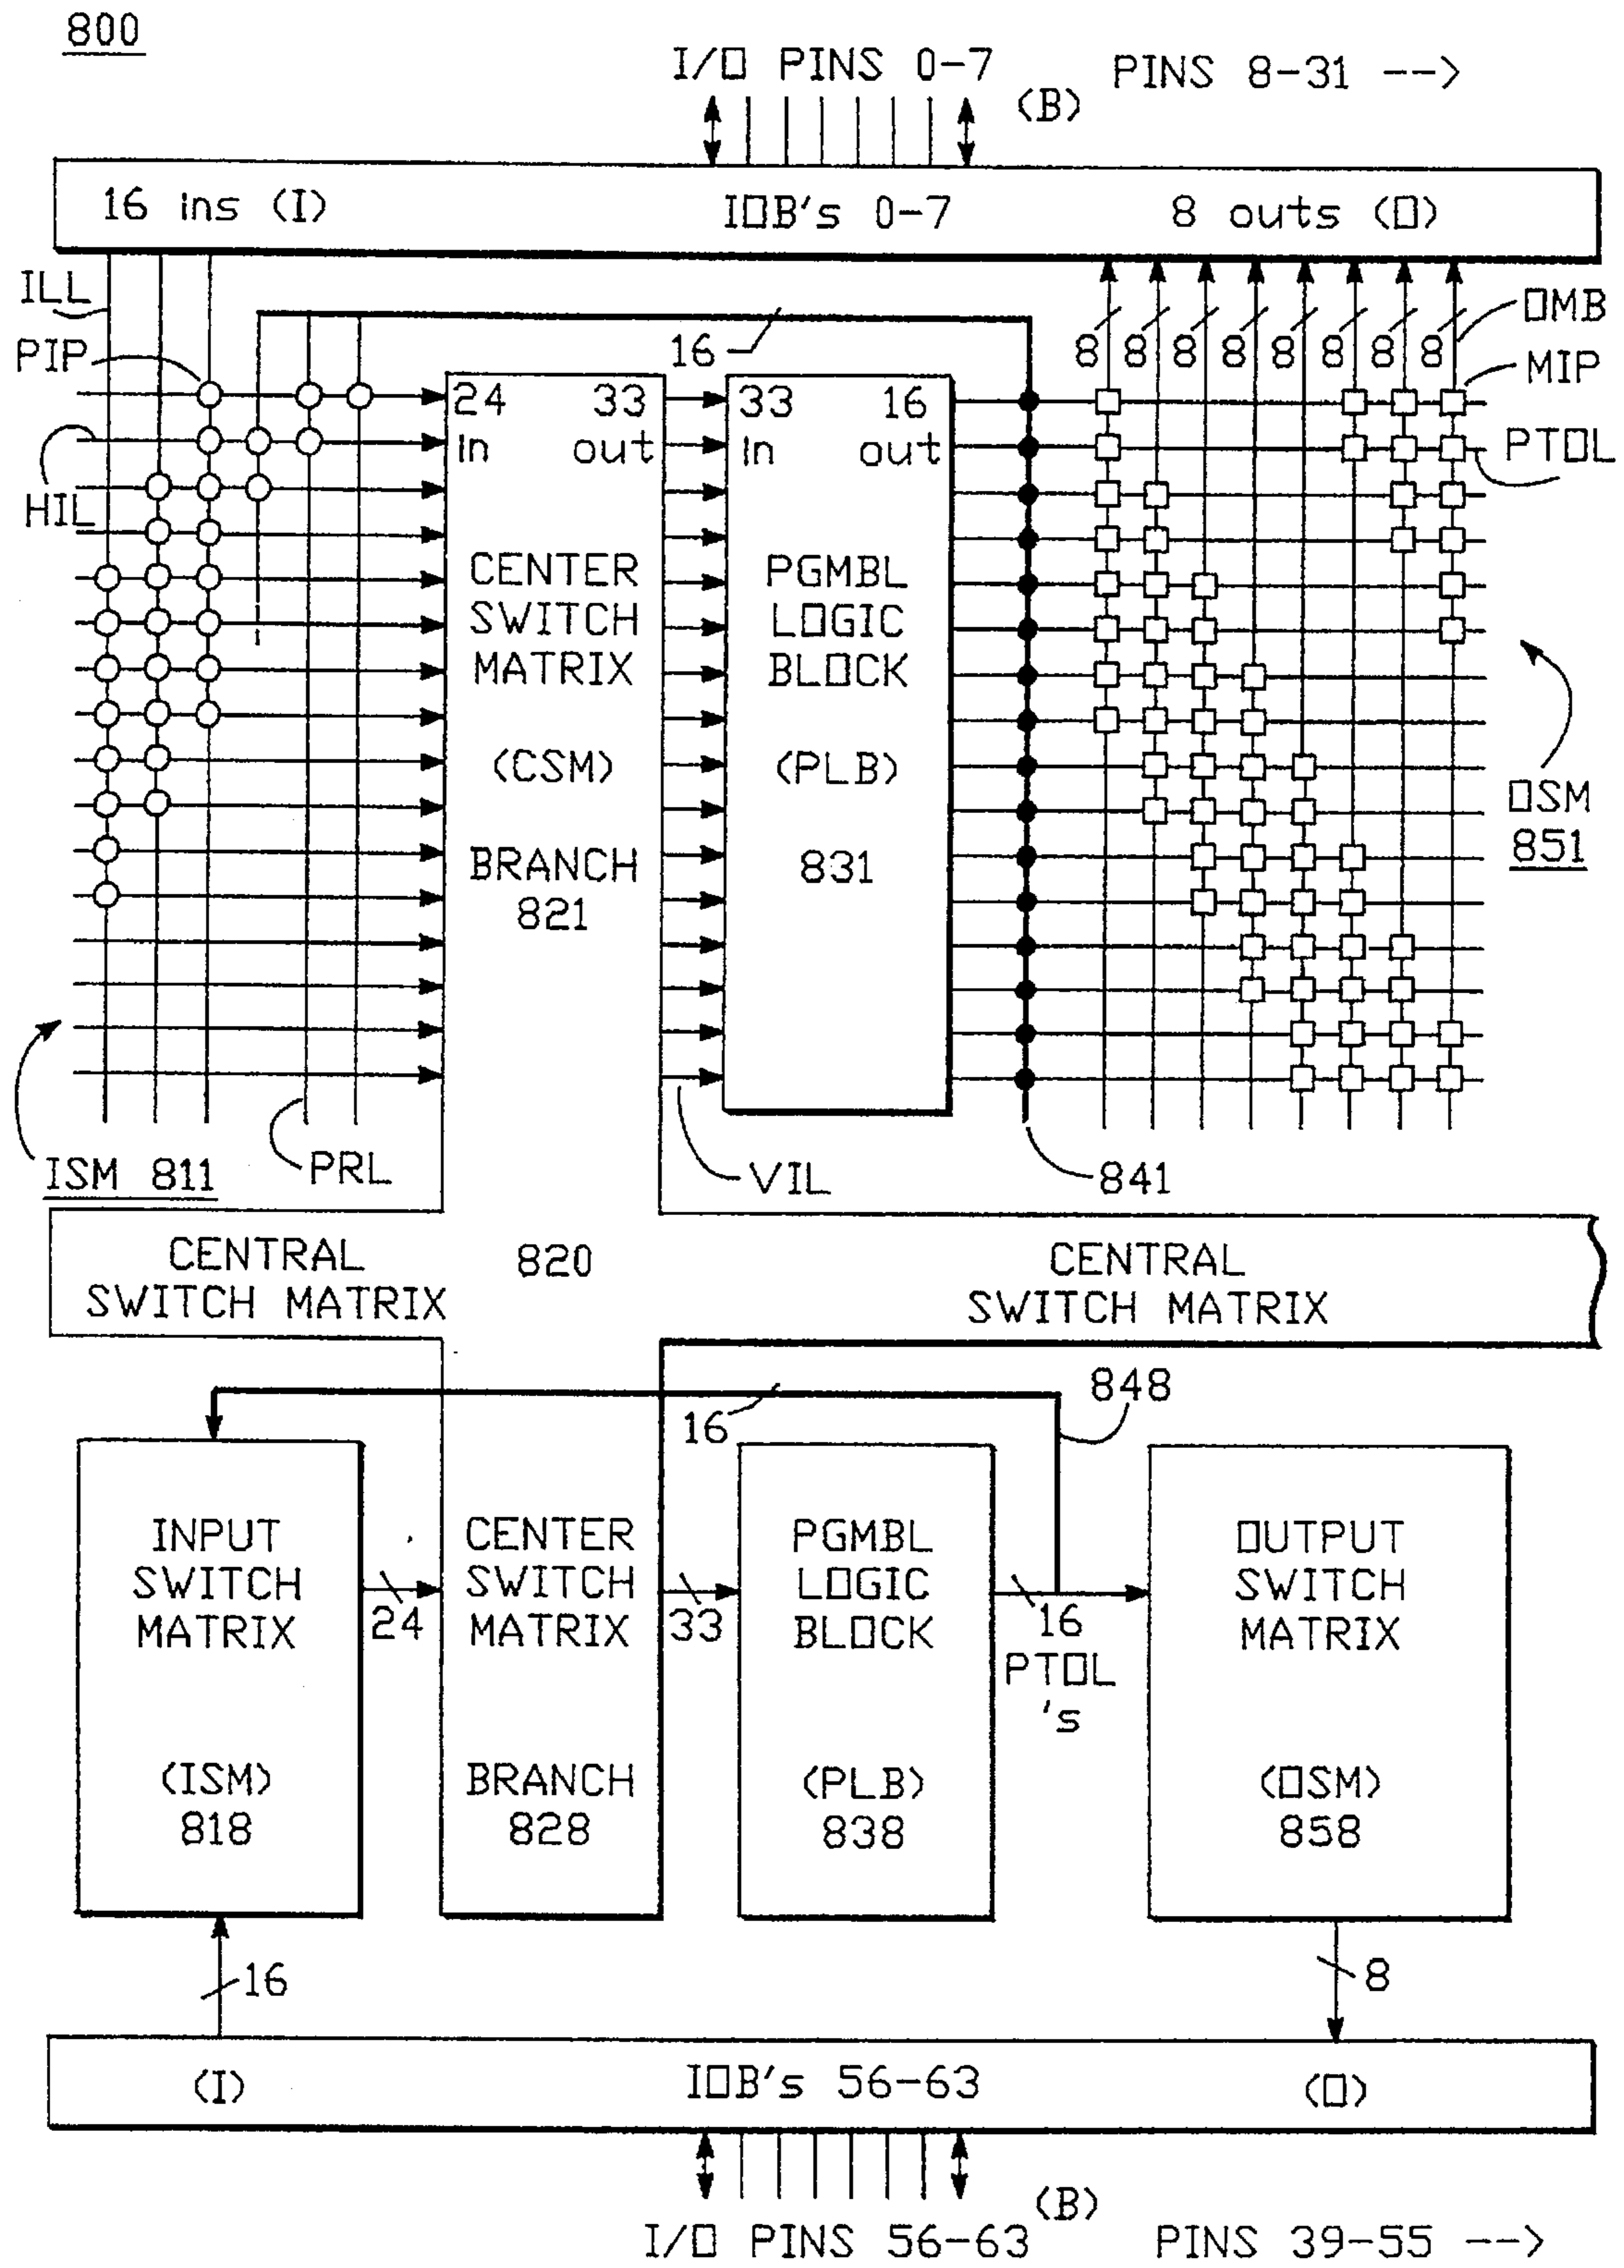 800
I/O PINS 0-7
(B)
PINS 8-31 -->
16 ins (I)
IOB's 0-7
8 outs (O)
ILL
PIP
HIL
16
8
8
8
8
8
8
8
8
OMB
MIP
PTOL
24
in
33
out
33
in
16
out
CENTER
SWITCH
MATRIX
(CSM)
BRANCH
821
PGMBL
LOGIC
BLOCK
(PLB)
831
OSM
851
ISM 811
PRL
VIL
841
CENTRAL
SWITCH MATRIX
820
CENTRAL
SWITCH MATRIX
16
848
INPUT
SWITCH
MATRIX
(ISM)
818
24
CENTER
SWITCH
MATRIX
BRANCH
828
33
PGMBL
LOGIC
BLOCK
(PLB)
838
16
PTOL
's
OUTPUT
SWITCH
MATRIX
(OSM)
858
16
8
(I)
IOB's 56-63
(O)
I/O PINS 56-63
(B)
PINS 39-55 -->